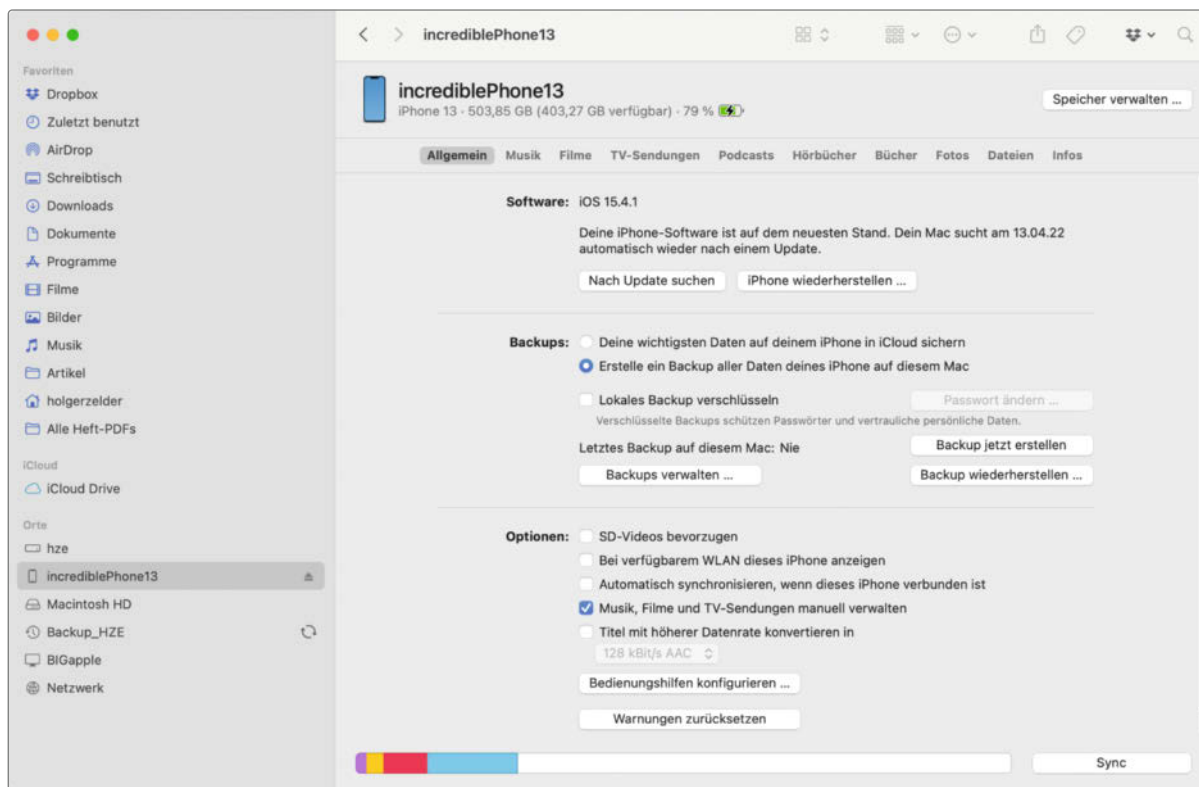 incrediblePhone13
Favoriten
Dropbox
Zuletzt benutzt
AirDrop
Schreibtisch
Downloads
Dokumente
Programme
Filme
Bilder
Musik
Artikel
holgerzelder
Alle Heft-PDFs
iCloud
iCloud Drive
Orte
hze
incrediblePhone13
Macintosh HD
Backup_HZE
BIGapple
Netzwerk
incrediblePhone13
iPhone 13 · 503,85 GB (403,27 GB verfügbar) · 79 %
Speicher verwalten ...
Allgemein Musik Filme TV-Sendungen Podcasts Hörbücher Bücher Fotos Dateien Infos
Software: iOS 15.4.1
Deine iPhone-Software ist auf dem neuesten Stand. Dein Mac sucht am 13.04.22
automatisch wieder nach einem Update.
Nach Update suchen iPhone wiederherstellen ...
Backups: Deine wichtigsten Daten auf deinem iPhone in iCloud sichern
Erstelle ein Backup aller Daten deines iPhone auf diesem Mac
Lokales Backup verschlüsseln Passwort ändern ...
Verschlüsselte Backups schützen Passwörter und vertrauliche persönliche Daten.
Letztes Backup auf diesem Mac: Nie Backup jetzt erstellen
Backups verwalten ... Backup wiederherstellen ...
Optionen: SD-Videos bevorzugen
Bei verfügbarem WLAN dieses iPhone anzeigen
Automatisch synchronisieren, wenn dieses iPhone verbunden ist
Musik, Filme und TV-Sendungen manuell verwalten
Titel mit höherer Datenrate konvertieren in
128 kBit/s AAC
Bedienungshilfen konfigurieren ...
Warnungen zurücksetzen
Sync